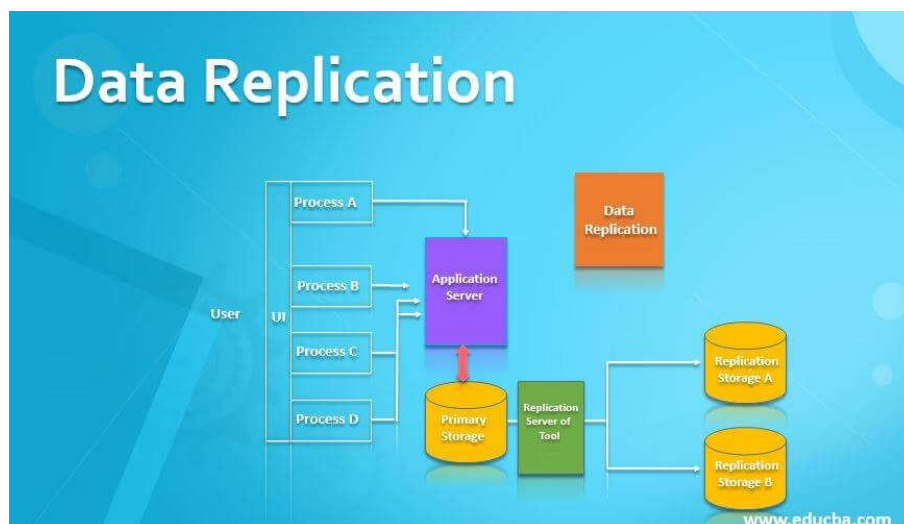 Data Replication
Process A
Data
Replication
Application
Server
Process B
User
UI
Process C
Process D
Primary
Storage
Replication
Server of
Tool
Replication
Storage A
Replication
Storage B
www.educba.com